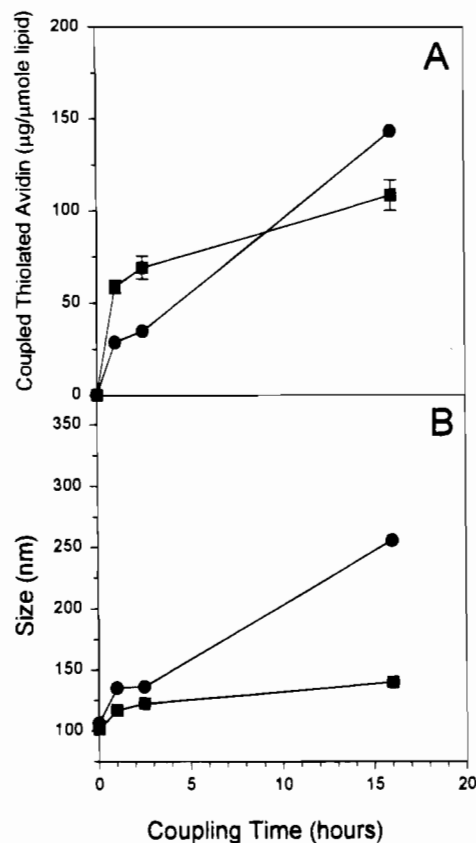 A
Coupled Thiolated Avidin (µg/µmole lipid)
200
150
100
50
0
B
Size (nm)
350
300
250
200
150
100
0 5 10 15 20
Coupling Time (hours)